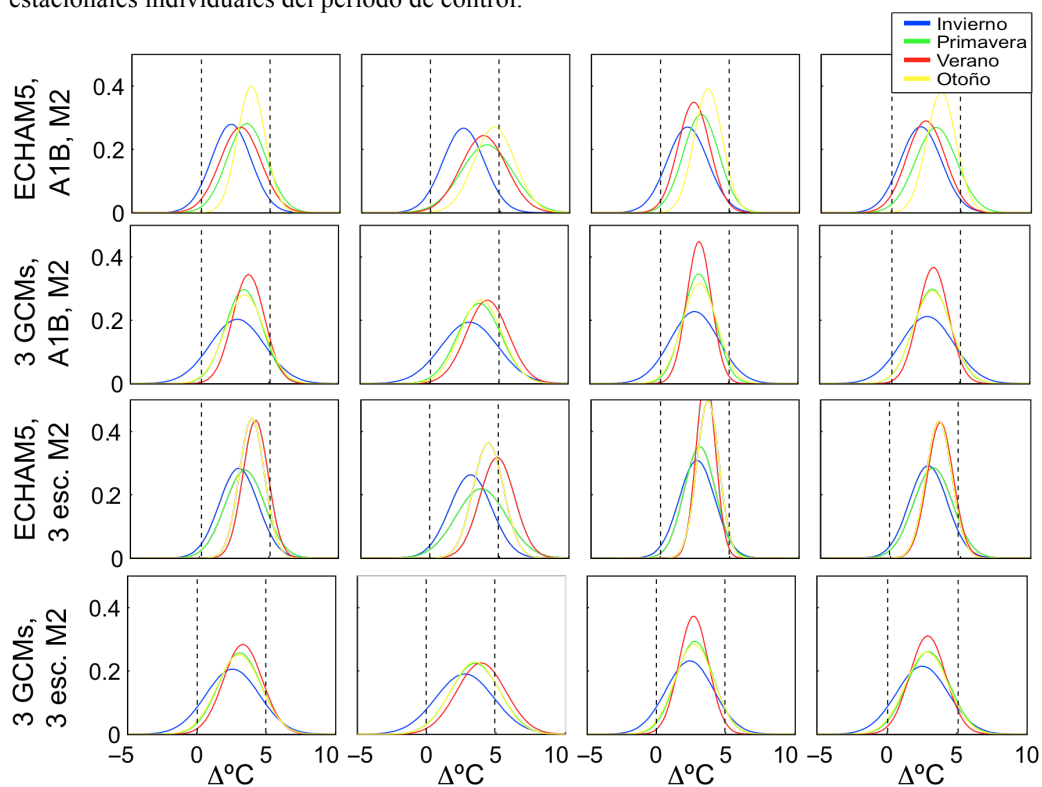 estacionales individuales del periodo de control.
Invierno
Primavera
Verano
Otoño
ECHAM5,
A1B, M2
0.4
0.2
0
3 GCMs,
A1B, M2
0.4
0.2
0
ECHAM5,
3 esc. M2
0.4
0.2
0
3 GCMs,
3 esc. M2
0.4
0.2
0
−5 0 5 10 −5 0 5 10 −5 0 5 10 −5 0 5 10
ΔºC ΔºC ΔºC ΔºC